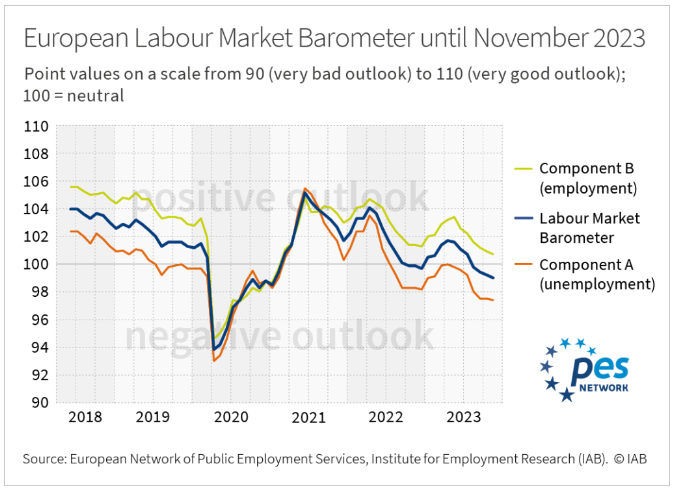 European Labour Market Barometer until November 2023
Point values on a scale from 90 (very bad outlook) to 110 (very good outlook);
100 = neutral
110
108
106
104
102
100
98
96
94
92
90
positive outlook
negative outlook
2018 2019 2020 2021 2022 2023
Component B
(employment)
Labour Market
Barometer
Component A
(unemployment)
pes
NETWORK
Source: European Network of Public Employment Services, Institute for Employment Research (IAB). © IAB